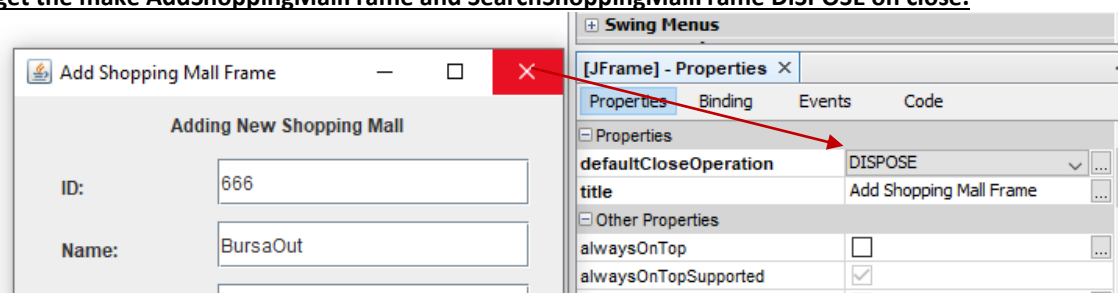 get the make AddShoppingMallFrame and SearchShoppingMallFrame DISPOSE on close.
Swing Menus
Add Shopping Mall Frame
Adding New Shopping Mall
ID:
666
Name:
BursaOut
[JFrame] - Properties
Properties Binding Events Code
Properties
defaultCloseOperation DISPOSE
title Add Shopping Mall Frame
Other Properties
alwaysOnTop
alwaysOnTopSupported